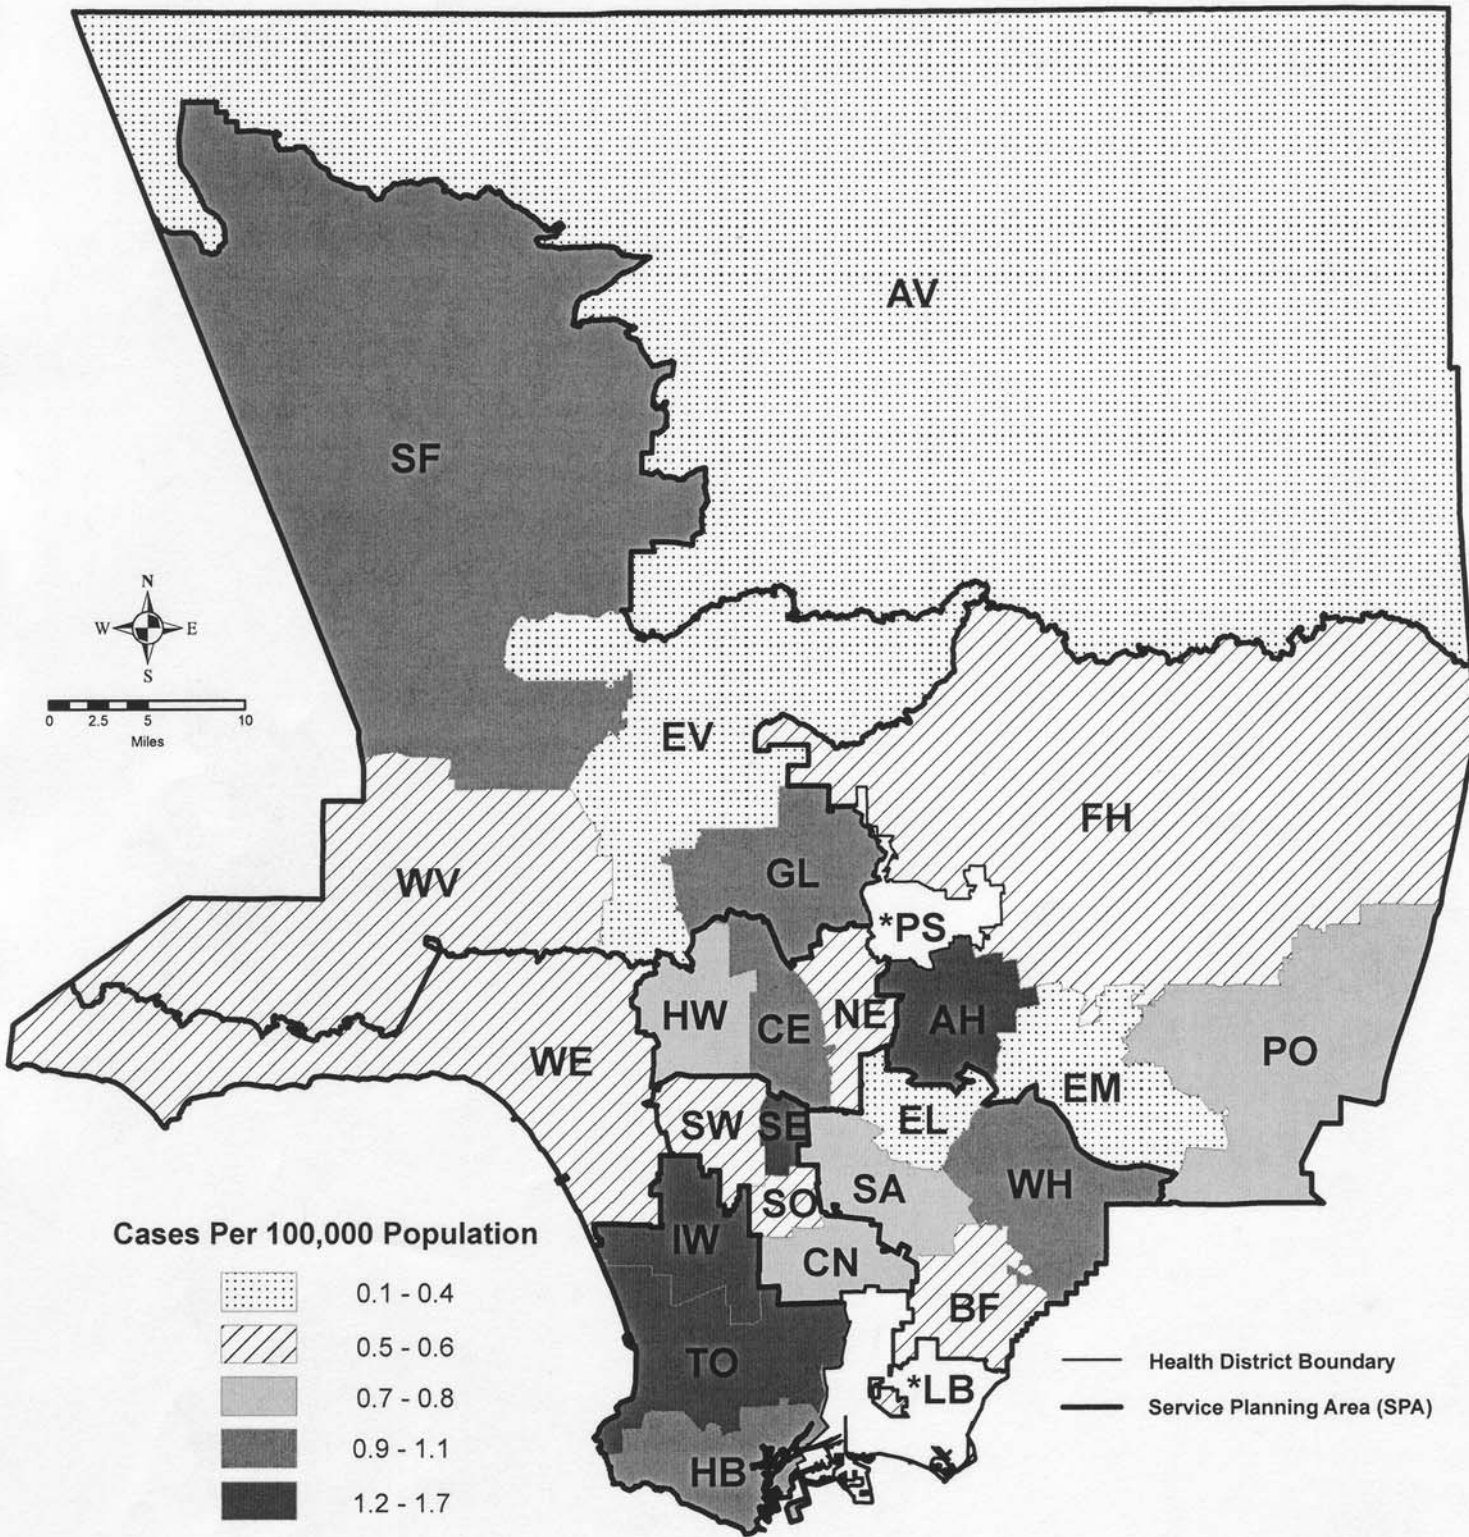 AV
SF
N
W E
S
0 2.5 5 10
Miles
EV
FH
GL
WV
*PS
HW
CE
NE
AH
PO
WE
EM
SW
SE
EL
SO
SA
WH
IW
CN
BF
TO
*LB
HB
Cases Per 100,000 Population
0.1 - 0.4
0.5 - 0.6
0.7 - 0.8
0.9 - 1.1
1.2 - 1.7
Health District Boundary
Service Planning Area (SPA)